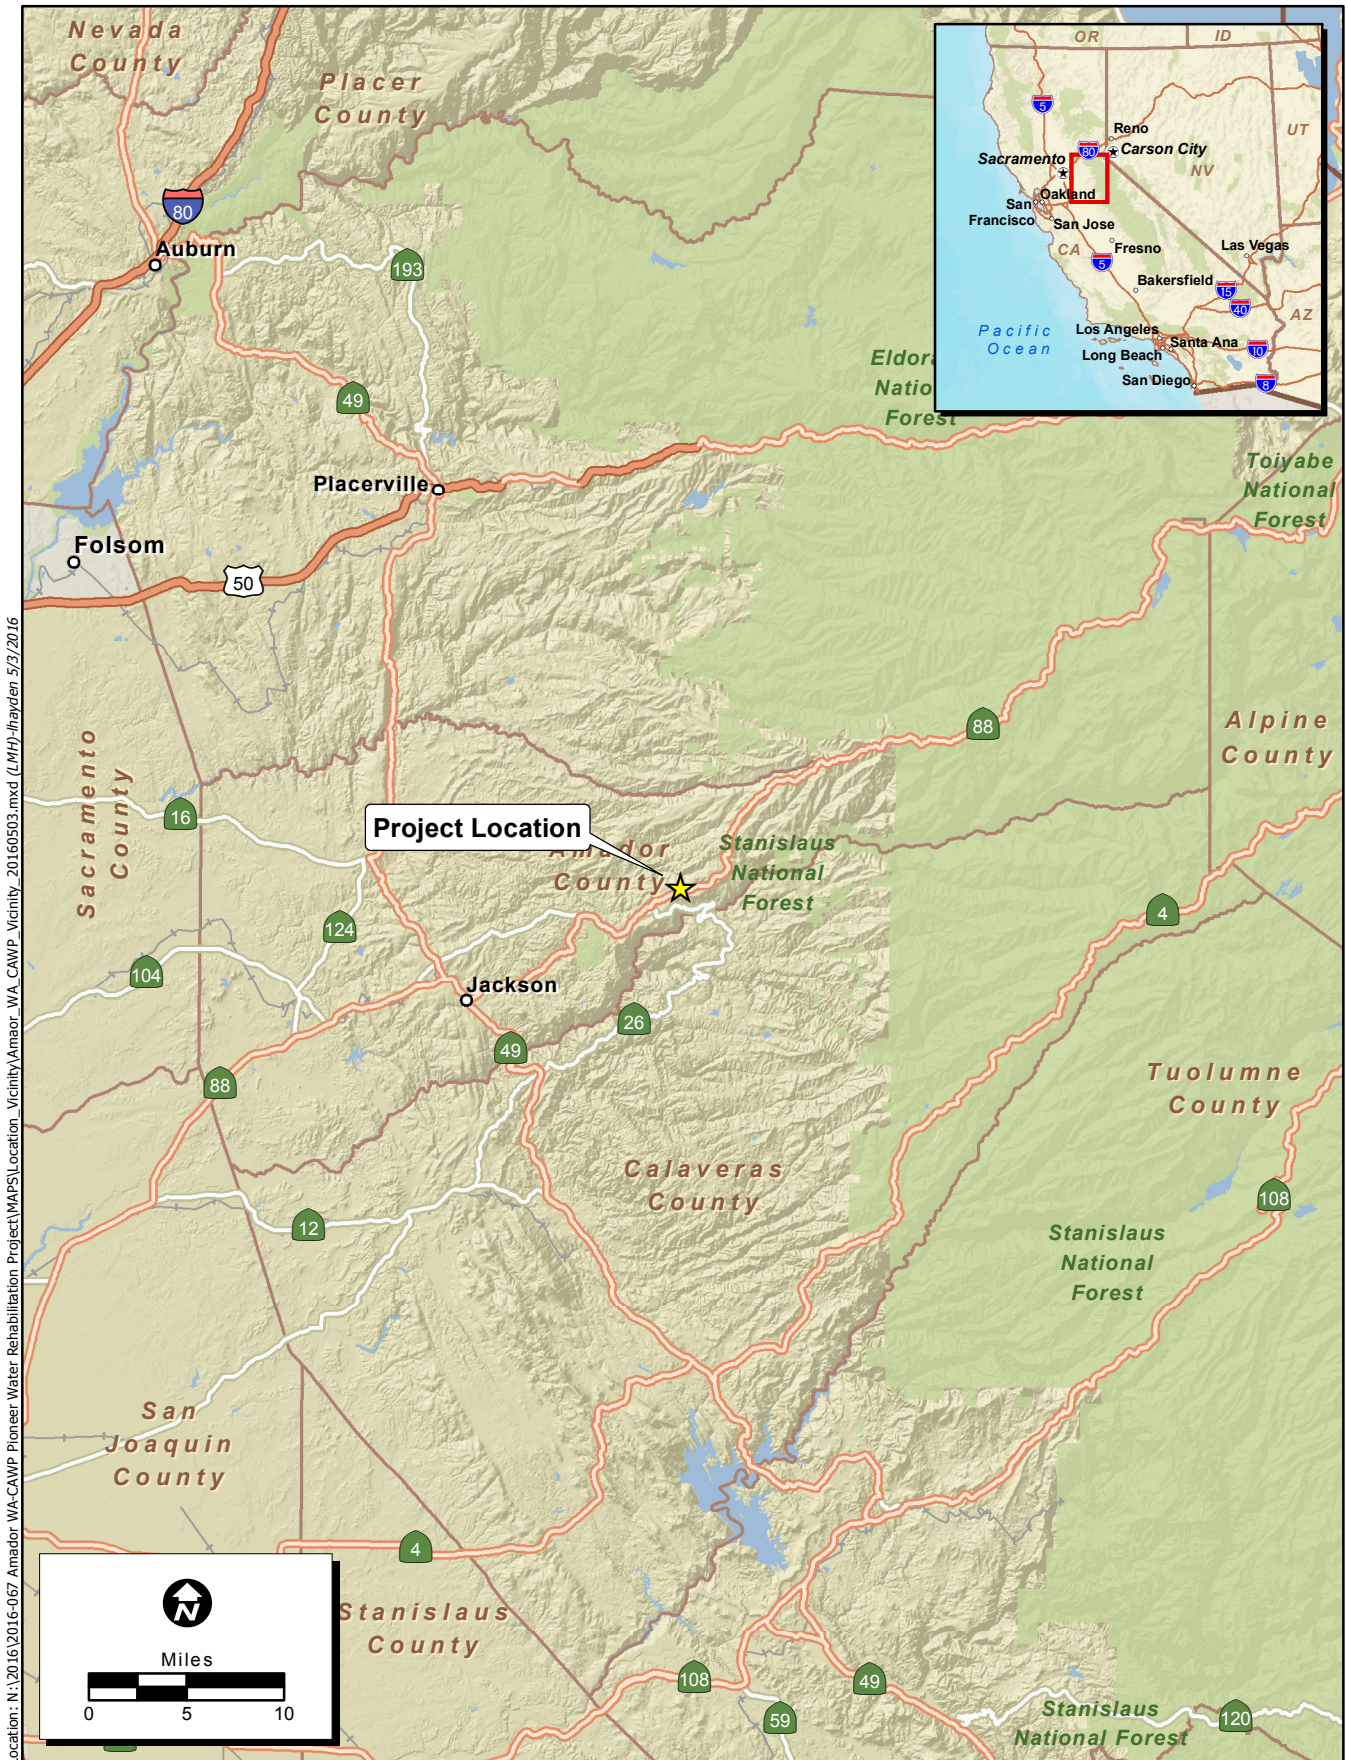 Nevada
County
Placer
County
80
Auburn
193
49
Placerville
Folsom
50
Eldora
Natio
Forest
Toiyabe
National
Forest
88
Alpine
County
Sacramento
County
16
Project Location
Amador
County
Stanislaus
National
Forest
124
104
4
Jackson
26
49
88
Tuolumne
County
Calaveras
County
108
12
Stanislaus
National
Forest
San
Joaquin
County
4
Stanislaus
County
108
49
59
Stanislaus
National Forest
120
N
Miles
0 5 10
OR
ID
5
Reno
UT
80
Carson City
Sacramento
NV
Oakland
San
Francisco
San Jose
CA
Fresno
5
Las Vegas
Bakersfield
15
40
AZ
Pacific
Ocean
Los Angeles
Santa Ana
Long Beach
10
San Diego
8
ocation: N:\2016\2016-067 Amador WA-CAWP Pioneer Water Rehabilitation Project\MAPS\Location_Vicinity\Amaor_WA_CAWP_Vicinity_20160503.mxd (LMH)-lhayden 5/3/2016